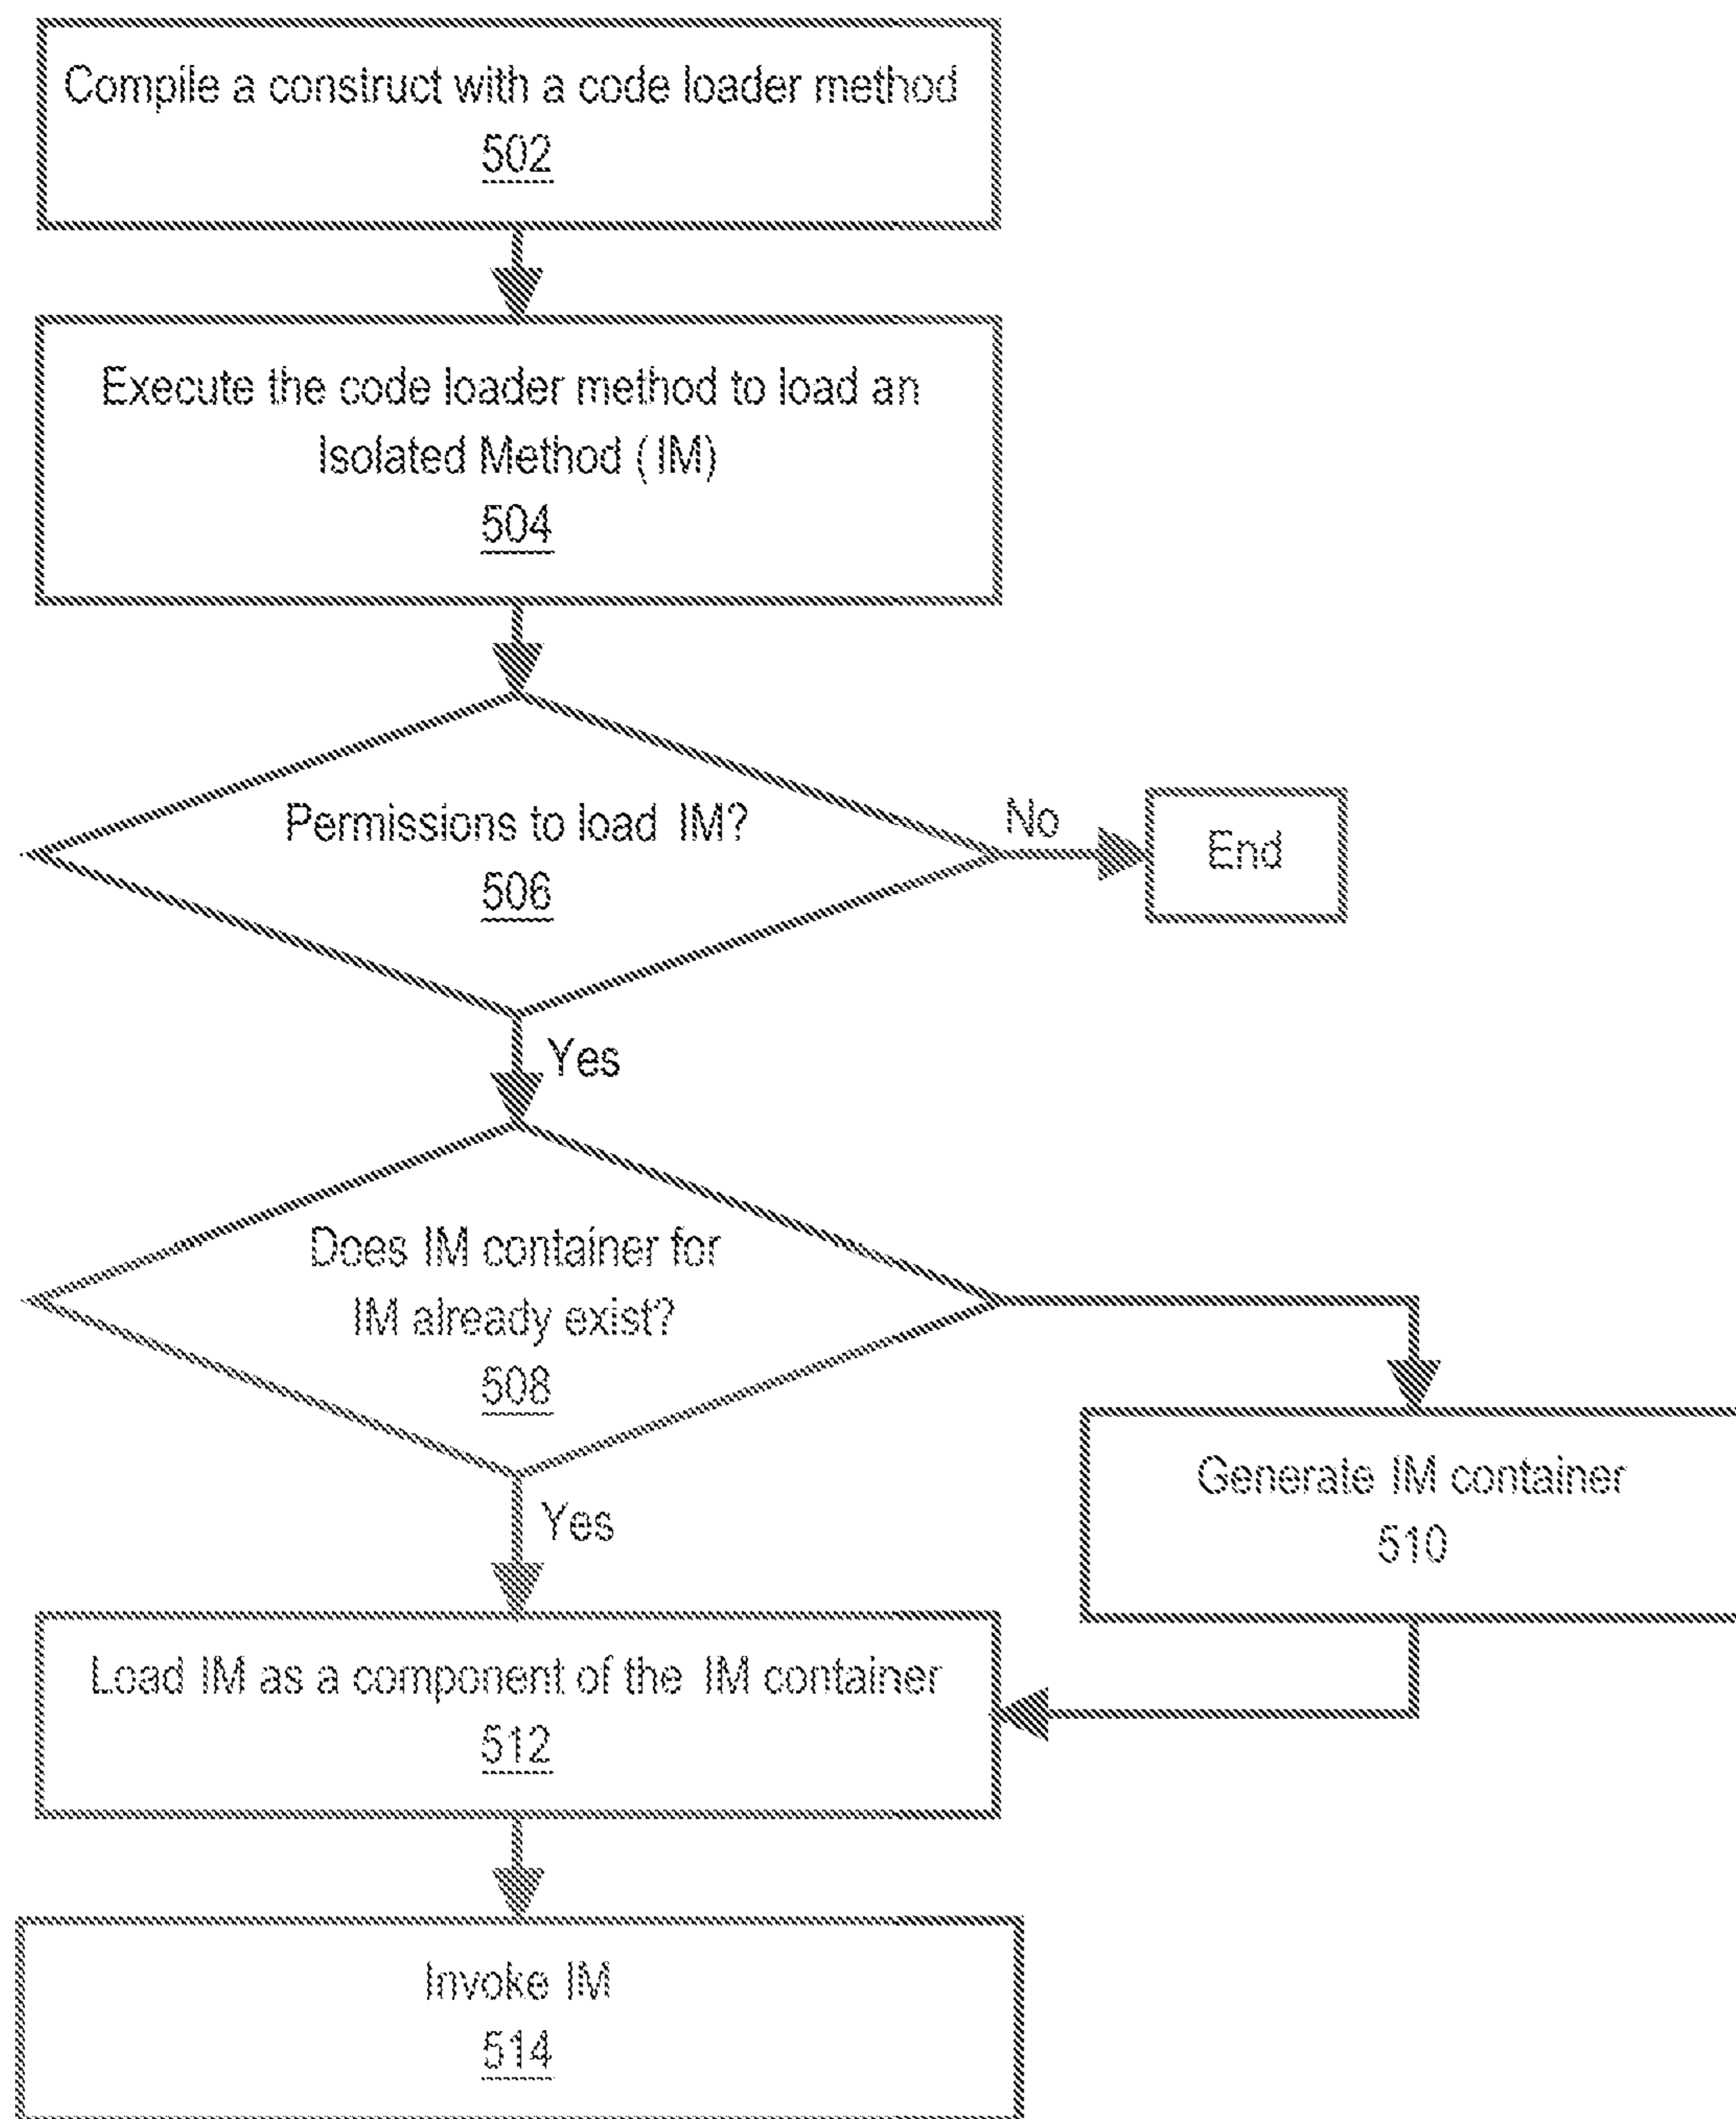 Compile a construct with a code loader method
502
Execute the code loader method to load an
Isolated Method (IM)
504
Permissions to load IM?
506
No
End
Yes
Does IM container for
IM already exist?
508
Yes
Generate IM container
510
Load IM as a component of the IM container
512
Invoke IM
514